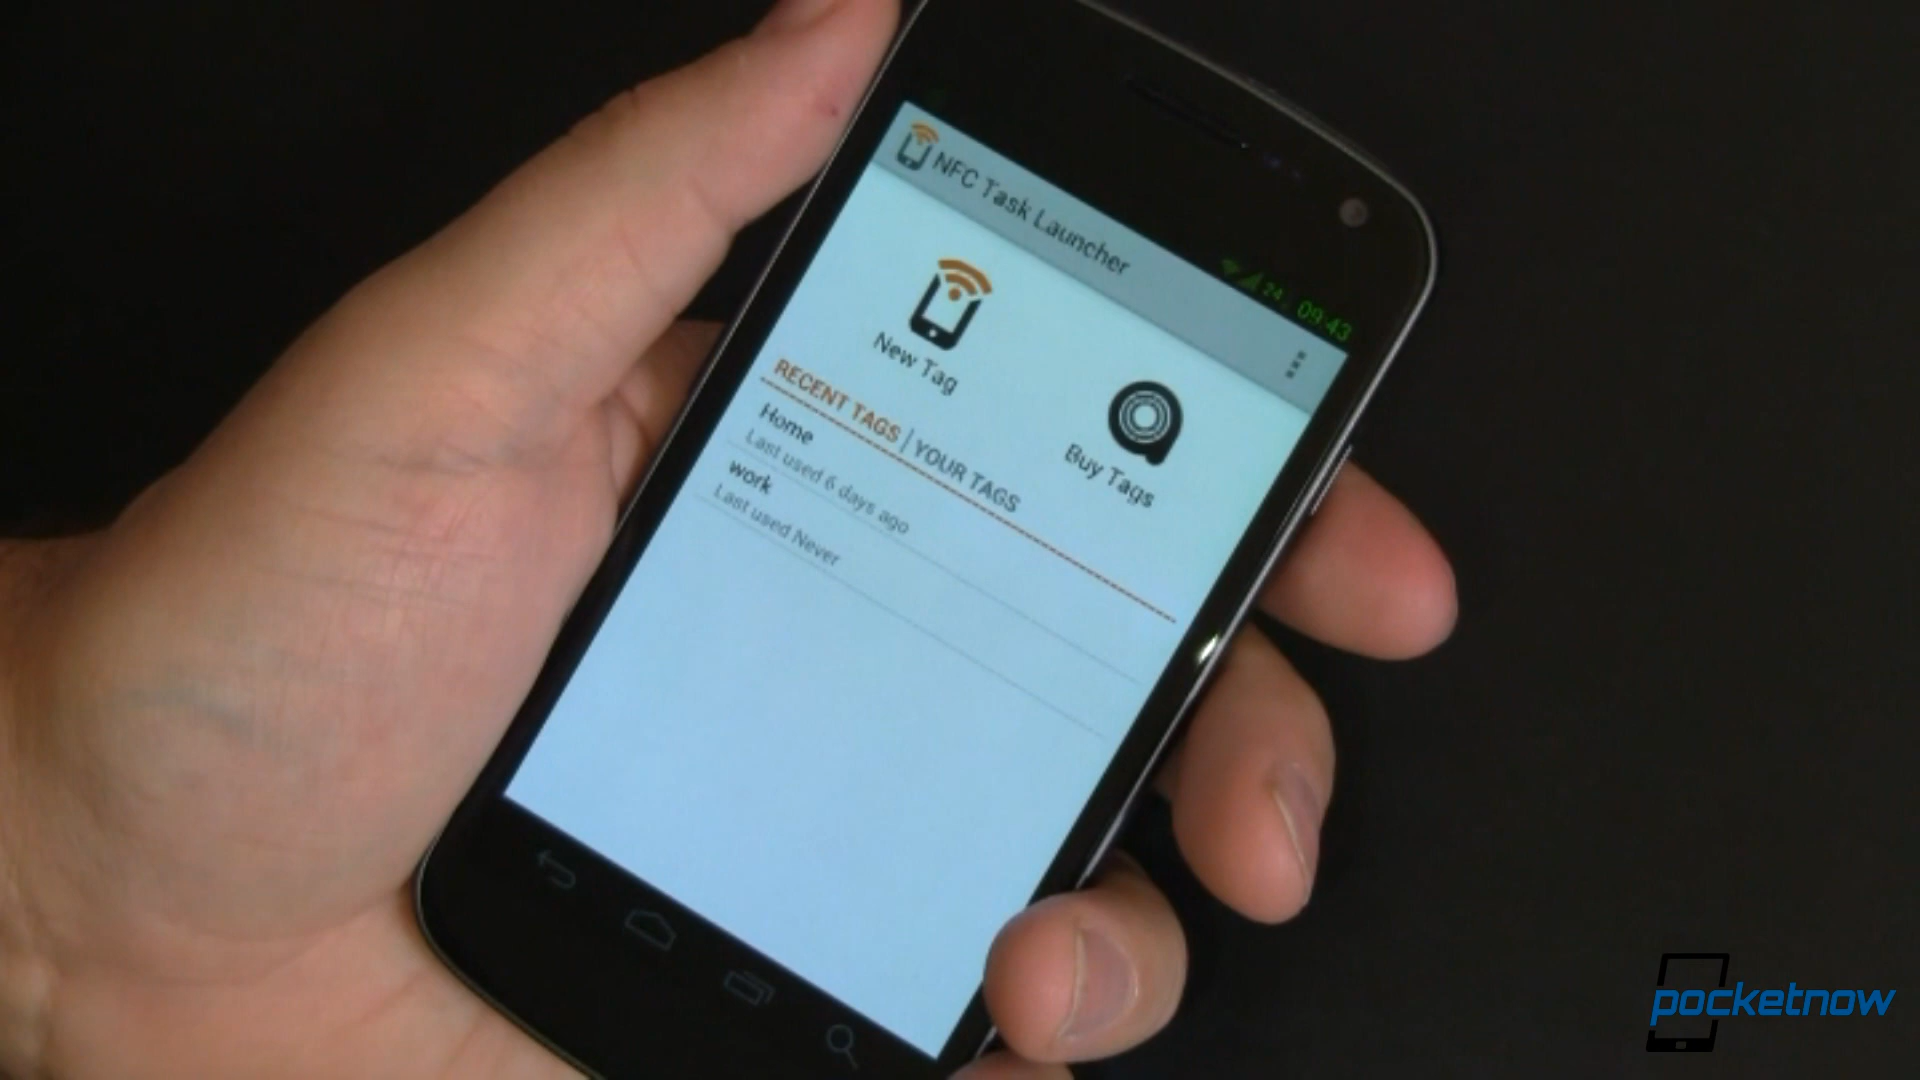 24
09:43
NFC Task Launcher
New Tag
Buy Tags
RECENT TAGS | YOUR TAGS
Home
Last used 6 days ago
work
Last used Never
pocketnow